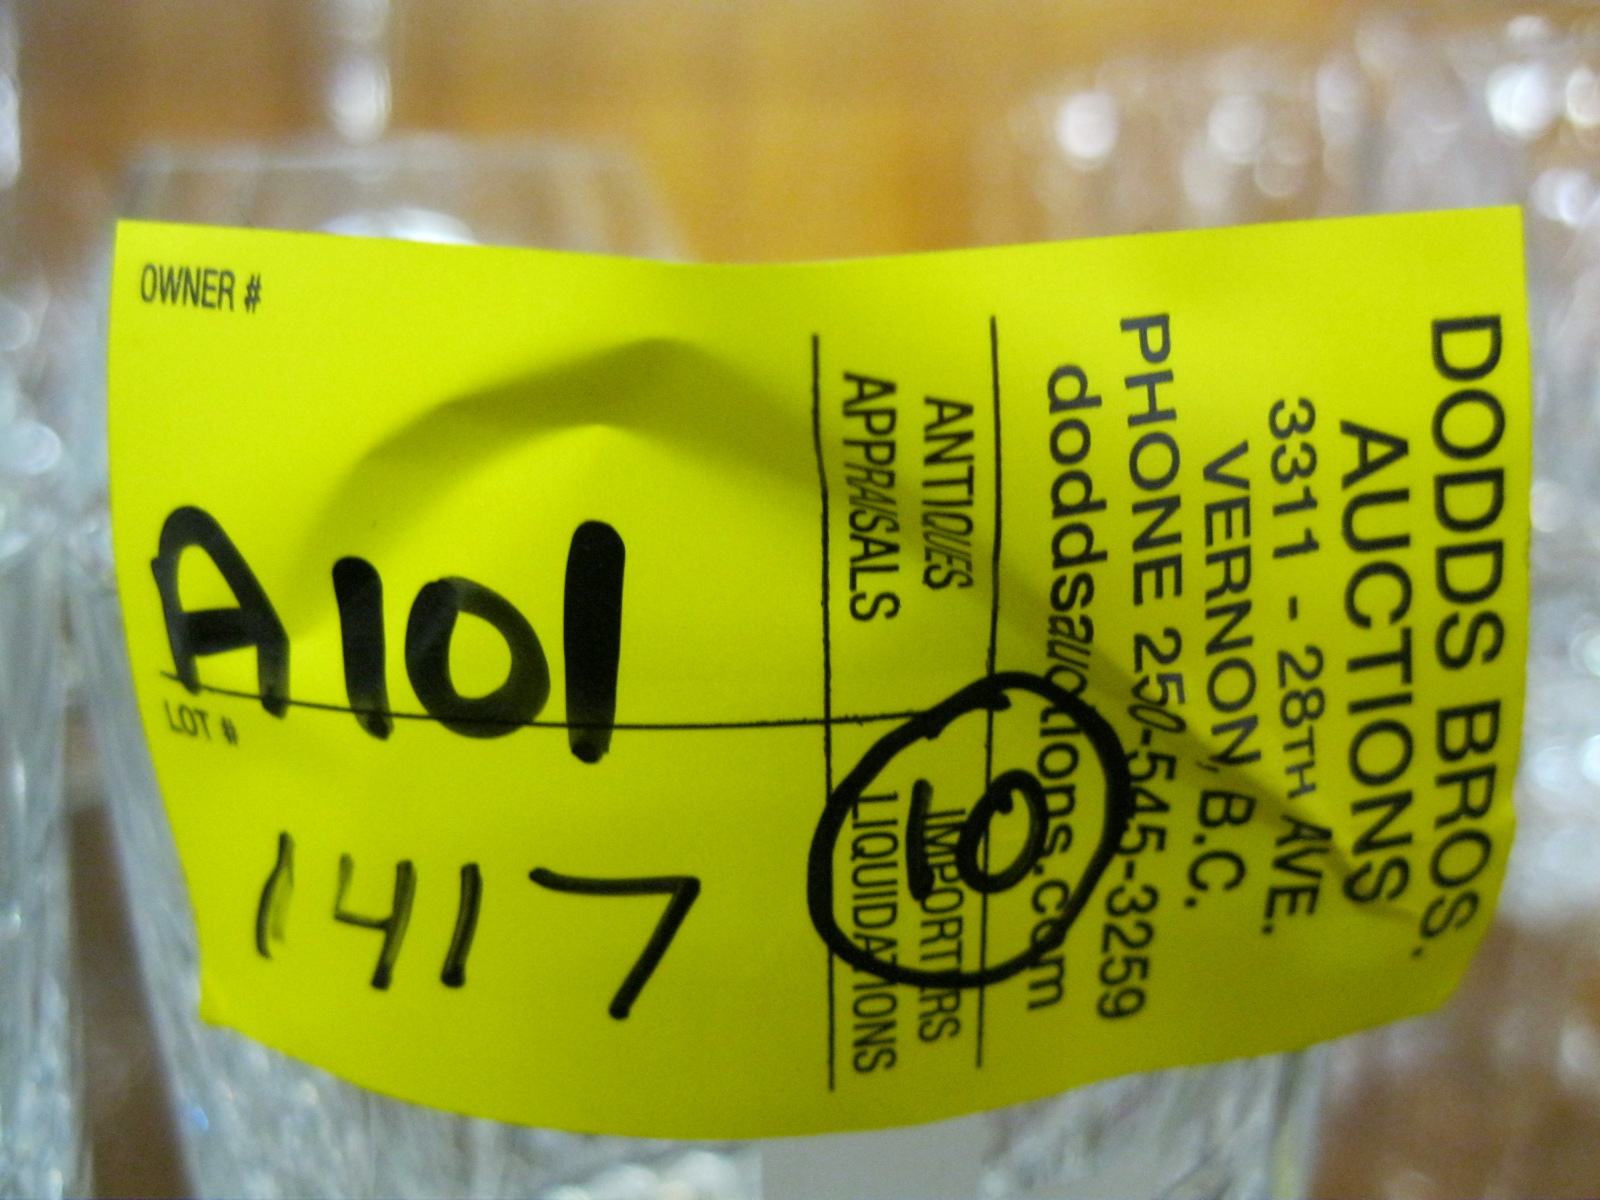 DODDS BROS.
AUCTIONS
3311 - 28TH AVE.
VERNON, B.C.
PHONE 250-545-3259
doddsauctions.com
ANTIQUES IMPORTERS
APPRAISALS LIQUIDATIONS
10
OWNER #
A101
LOT #
1417